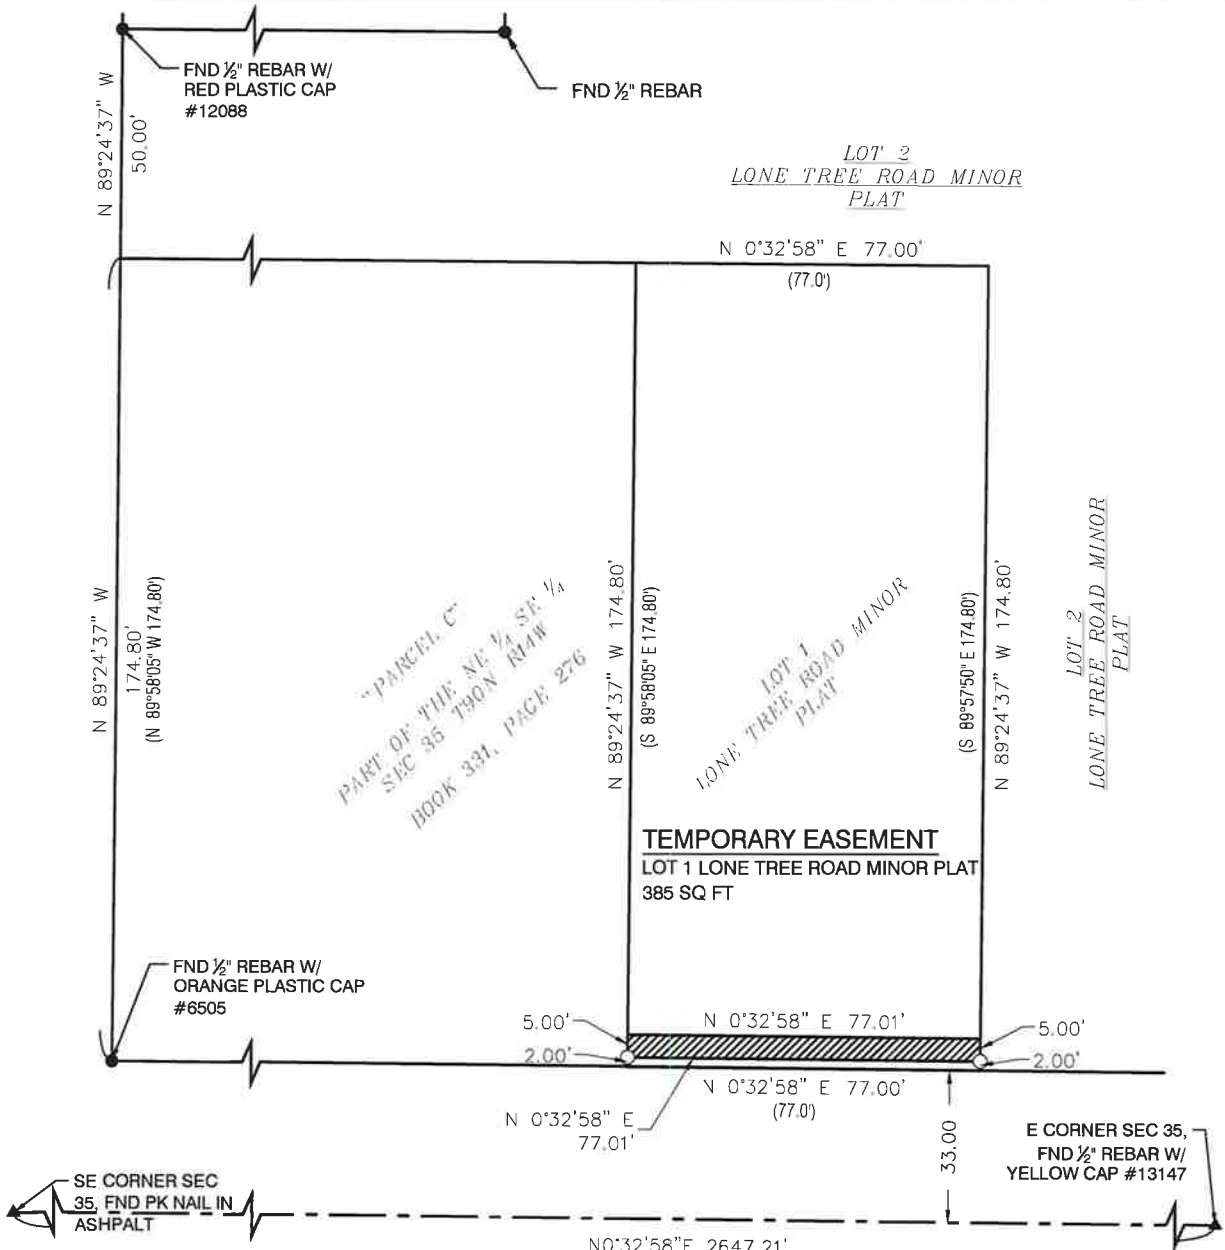 FND ½" REBAR W/
RED PLASTIC CAP
#12088
FND ½" REBAR
N 89°24'37" W
50.00'
LOT 2
LONE TREE ROAD MINOR
PLAT
N 0°32'58" E 77.00'
(77.0')
N 89°24'37" W
174.80'
(N 89°58'05" W 174.80')
"PARCEL C"
PART OF THE NE ¼ SE ¼
SEC 35 T90N R14W
BOOK 331, PAGE 276
N 89°24'37" W 174.80'
(S 89°58'05" E 174.80')
LOT 1
LONE TREE ROAD MINOR
PLAT
(S 89°57'50" E 174.80')
N 89°24'37" W 174.80'
LOT 2
LONE TREE ROAD MINOR
PLAT
TEMPORARY EASEMENT
LOT 1 LONE TREE ROAD MINOR PLAT
385 SQ FT
FND ½" REBAR W/
ORANGE PLASTIC CAP
#6505
5.00'
N 0°32'58" E 77.01'
5.00'
2.00'
2.00'
N 0°32'58" E 77.00'
(77.0')
N 0°32'58" E
77.01'
33.00
E CORNER SEC 35,
FND ½" REBAR W/
YELLOW CAP #13147
SE CORNER SEC
35, FND PK NAIL IN
ASHPALT
N0°32'58"E 2647.21'